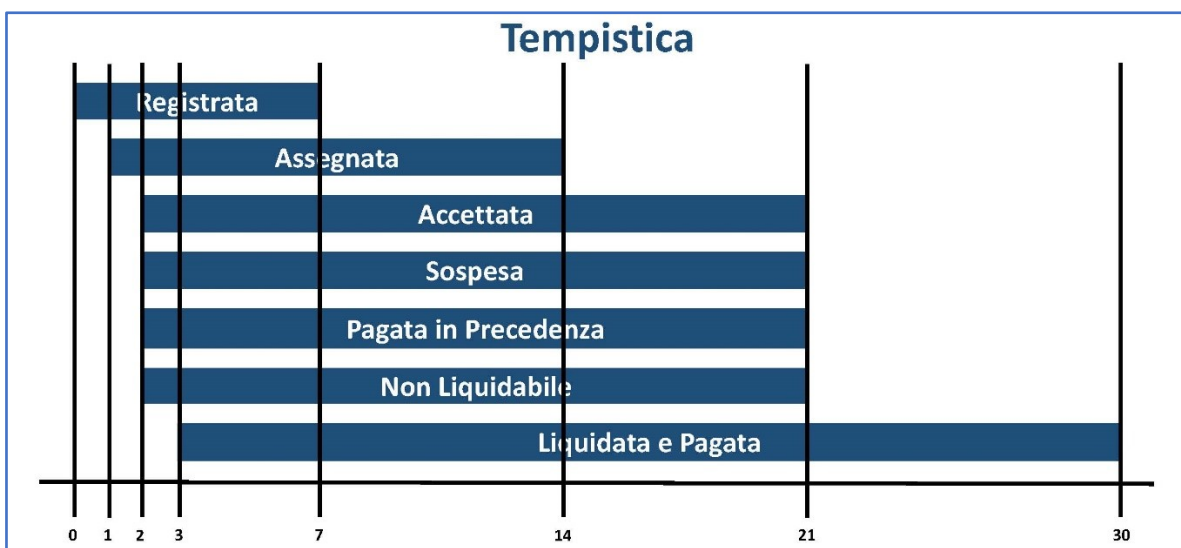 Tempistica
Registrata
Assegnata
Accettata
Sospesa
Pagata in Precedenza
Non Liquidabile
Liquidata e Pagata
0 1 2 3 7 14 21 30